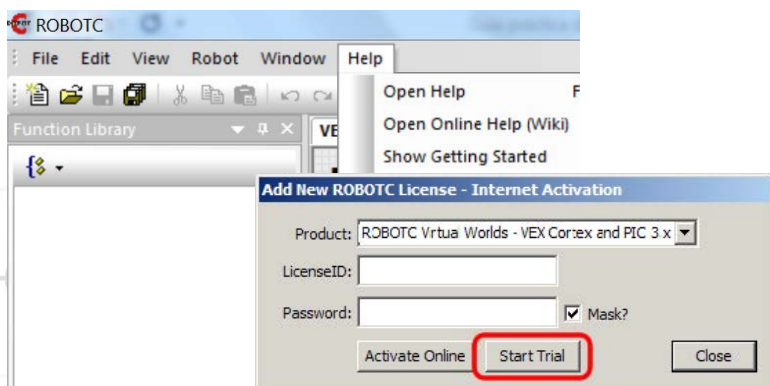 ROBOTC
File Edit View Robot Window Help
Open Help F
Open Online Help (Wiki)
Show Getting Started
Function Library
VE
Add New ROBOTC License - Internet Activation
Product: ROBOTC Virtual Worlds - VEX Cortex and PIC 3 x
LicenseID:
Password:
Mask?
Activate Online Start Trial Close